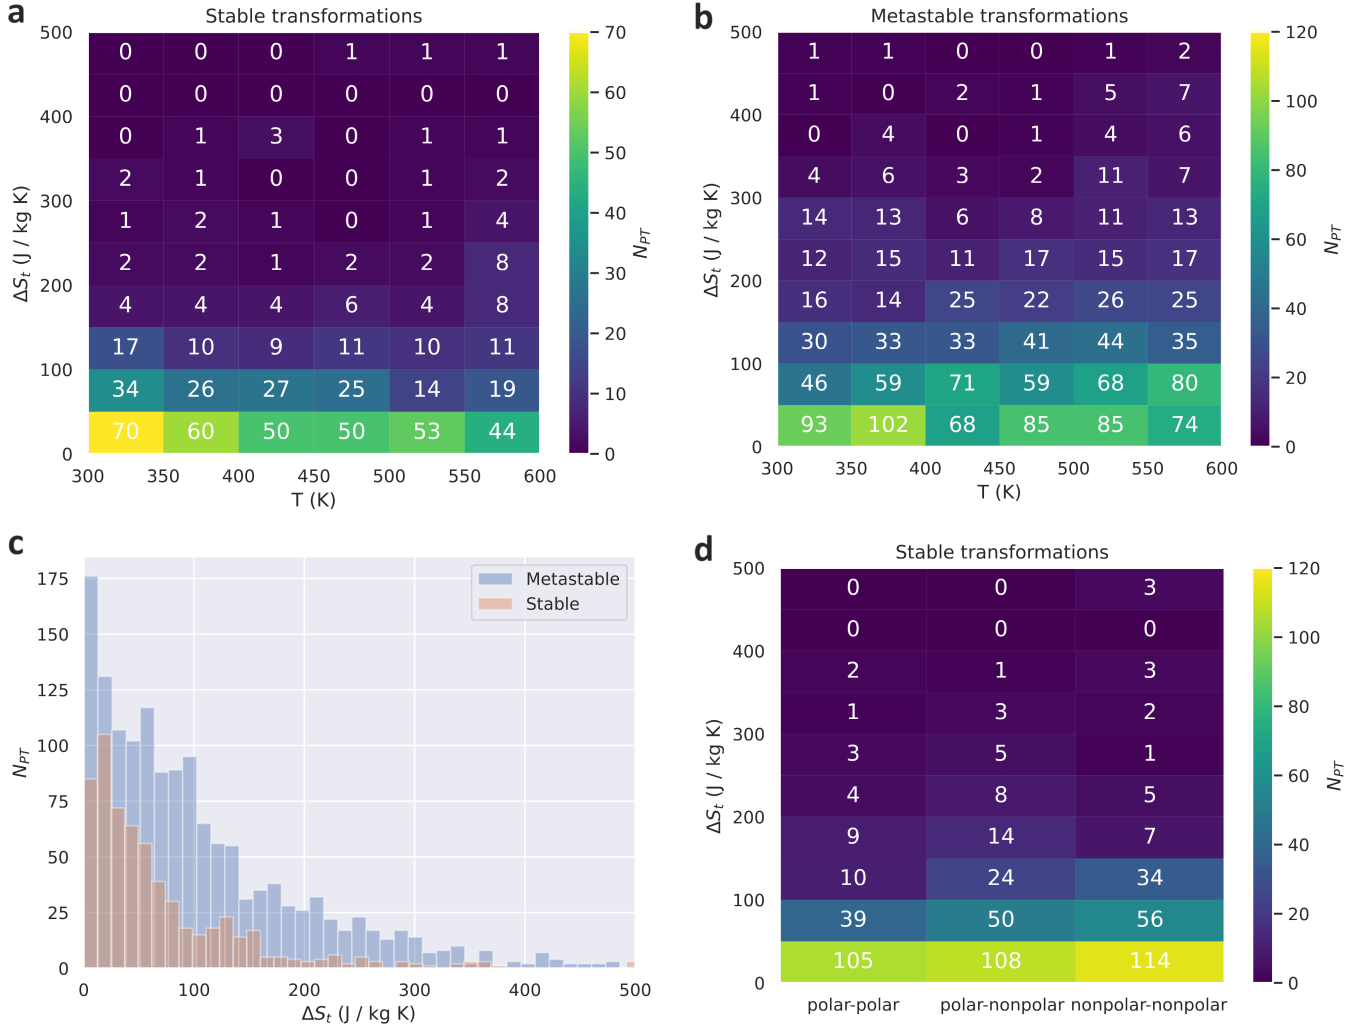 a
Stable transformations
500
400
300
200
100
0
ΔSt (J / kg K)
0 0 0 1 1 1
0 0 0 0 0 0
0 1 3 0 1 1
2 1 0 0 1 2
1 2 1 0 1 4
2 2 1 2 2 8
4 4 4 6 4 8
17 10 9 11 10 11
34 26 27 25 14 19
70 60 50 50 53 44
300 350 400 450 500 550 600
T (K)
70
60
50
40
30
20
10
0
NPT
b
Metastable transformations
500
400
300
200
100
0
ΔSt (J / kg K)
1 1 0 0 1 2
1 0 2 1 5 7
0 4 0 1 4 6
4 6 3 2 11 7
14 13 6 8 11 13
12 15 11 17 15 17
16 14 25 22 26 25
30 33 33 41 44 35
46 59 71 59 68 80
93 102 68 85 85 74
300 350 400 450 500 550 600
T (K)
120
100
80
60
40
20
0
NPT
c
175
150
125
100
75
50
25
0
NPT
Metastable
Stable
0 100 200 300 400 500
ΔSt (J / kg K)
d
Stable transformations
500
400
300
200
100
0
ΔSt (J / kg K)
0 0 3
0 0 0
2 1 3
1 3 2
3 5 1
4 8 5
9 14 7
10 24 34
39 50 56
105 108 114
polar-polar polar-nonpolar nonpolar-nonpolar
120
100
80
60
40
20
0
NPT